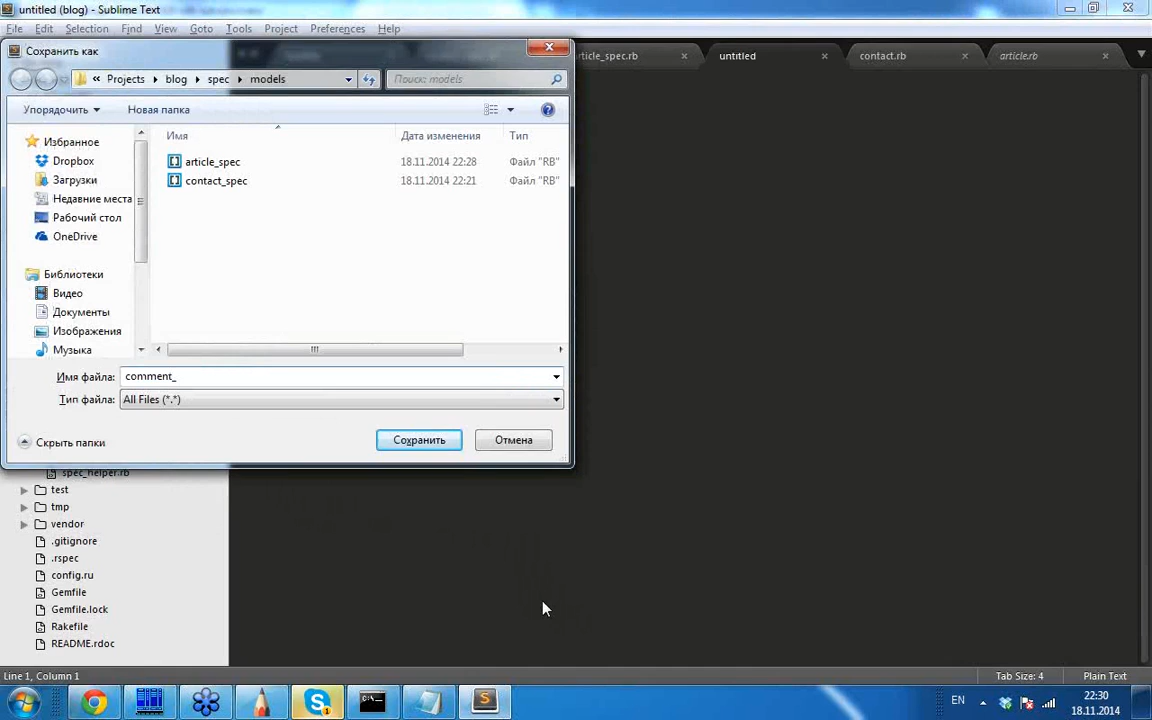 untitled (blog) - Sublime Text
File Edit Selection Find View Goto Tools Project Preferences Help
Сохранить как
article_spec.rb untitled contact.rb article.rb
« Projects blog spec models
Поиск: models
Упорядочить Новая папка
Имя Дата изменения Тип
article_spec 18.11.2014 22:28 Файл "RB"
contact_spec 18.11.2014 22:21 Файл "RB"
Избранное
Dropbox
Загрузки
Недавние места
Рабочий стол
OneDrive
Библиотеки
Видео
Документы
Изображения
Музыка
Имя файла: comment_
Тип файла: All Files (*.*)
Скрыть папки Сохранить Отмена
spec_helper.rb
test
tmp
vendor
.gitignore
.rspec
config.ru
Gemfile
Gemfile.lock
Rakefile
README.rdoc
Line 1, Column 1 Tab Size: 4 Plain Text
EN 22:30
18.11.2014